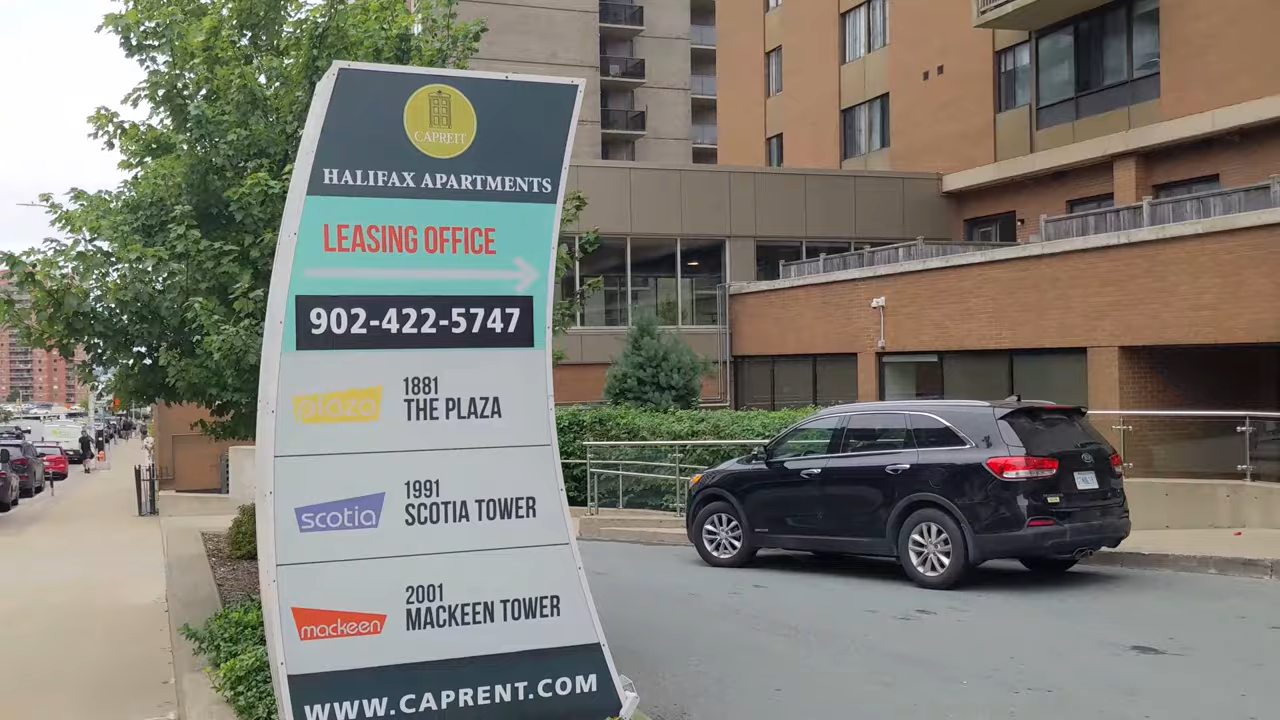 CAPREIT
HALIFAX APARTMENTS
LEASING OFFICE
902-422-5747
plaza
1881
THE PLAZA
scotia
1991
SCOTIA TOWER
mackeen
2001
MACKEEN TOWER
WWW.CAPRENT.COM